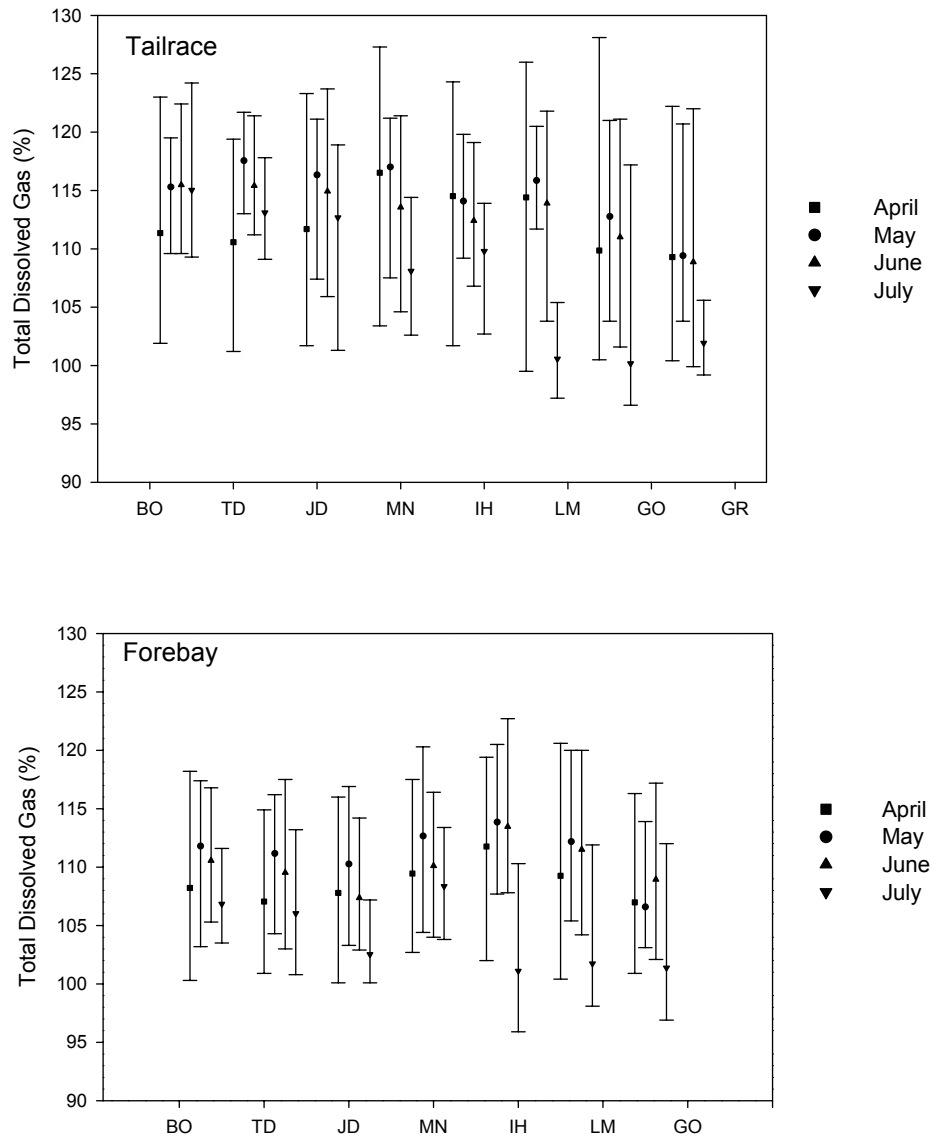 Tailrace
Total Dissolved Gas (%)
130
125
120
115
110
105
100
95
90
BO TD JD MN IH LM GO GR
April
May
June
July
Forebay
Total Dissolved Gas (%)
130
125
120
115
110
105
100
95
90
BO TD JD MN IH LM GO
April
May
June
July